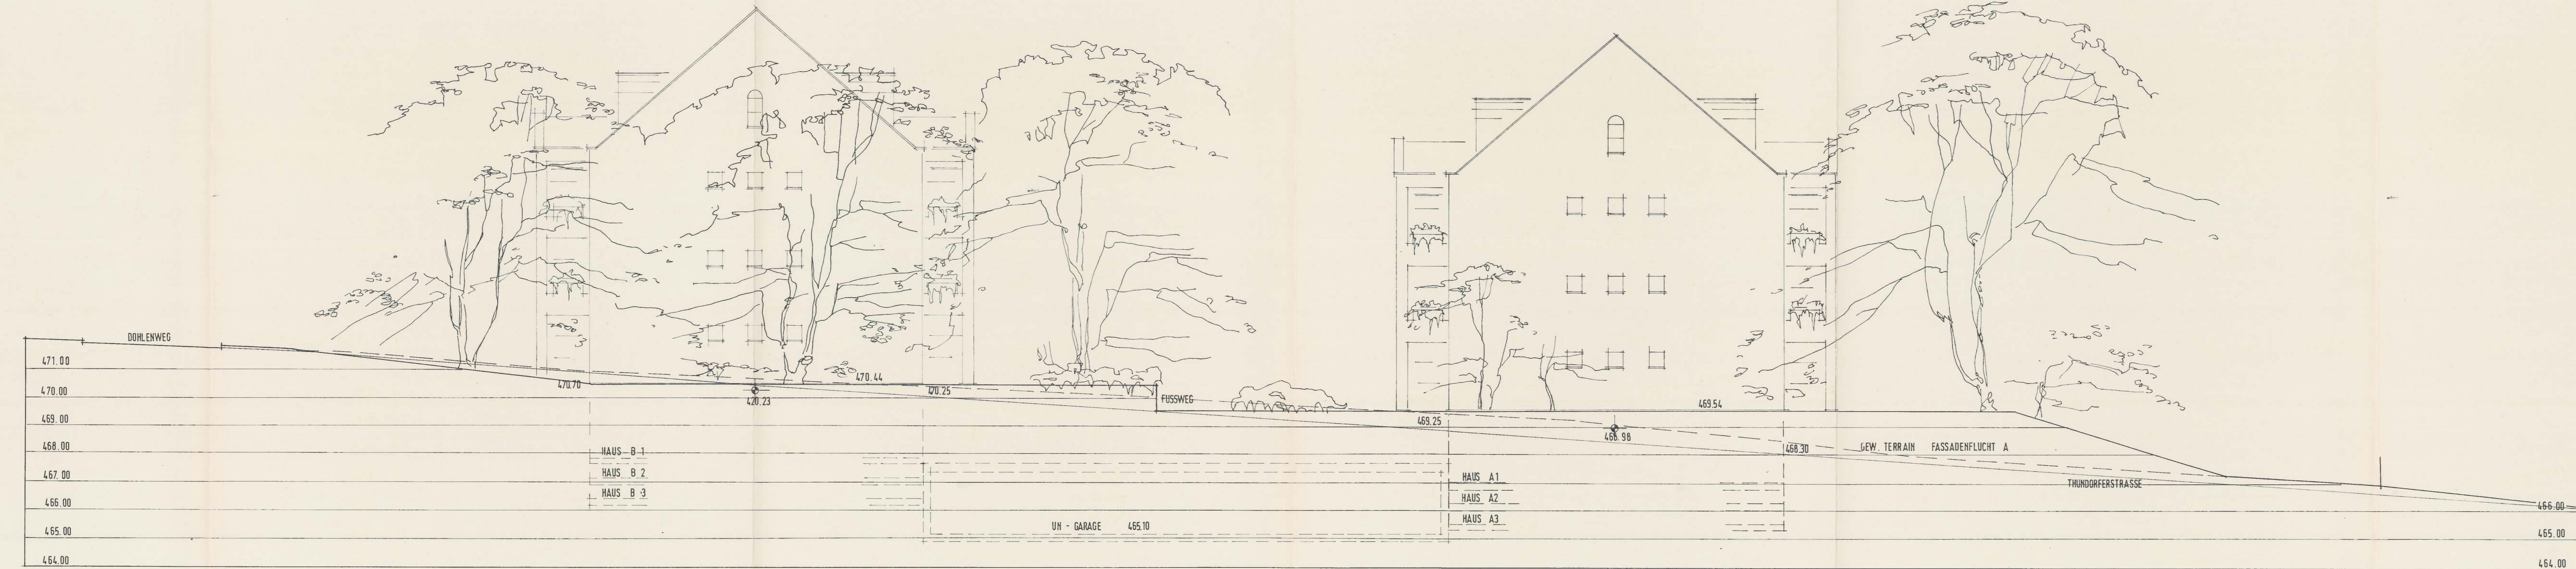 DOHLENWEG
471.00
470.00
469.00
468.00
467.00
466.00
465.00
464.00
470.70
470.23
470.44
470.25
FUSSWEG
HAUS B 1
HAUS B 2
HAUS B 3
UN - GARAGE 465.10
469.25
469.54
468.98
468.30
GEW. TERRAIN FASSADENFLUCHT A
HAUS A1
HAUS A2
HAUS A3
THUNDORFERSTRASSE
466.00
465.00
464.00